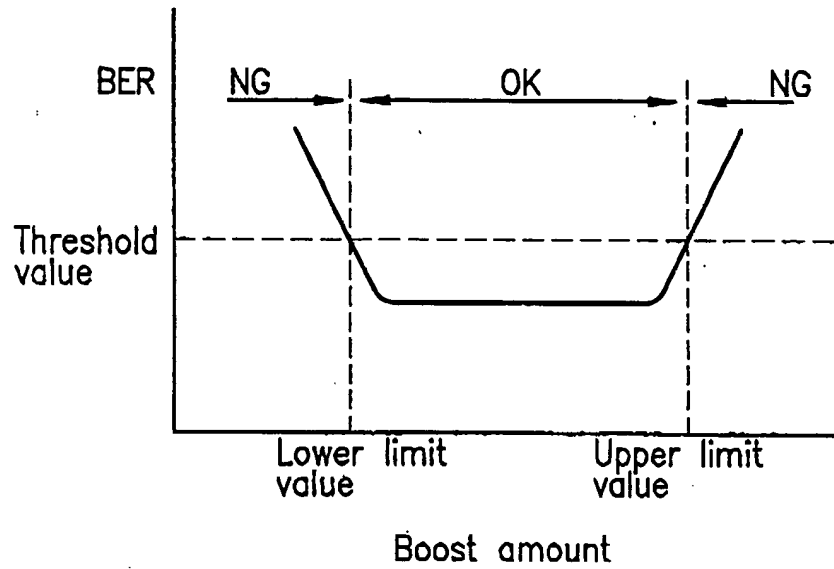 BER
NG
OK
NG
Threshold
value
Lower limit
value
Upper limit
value
Boost amount